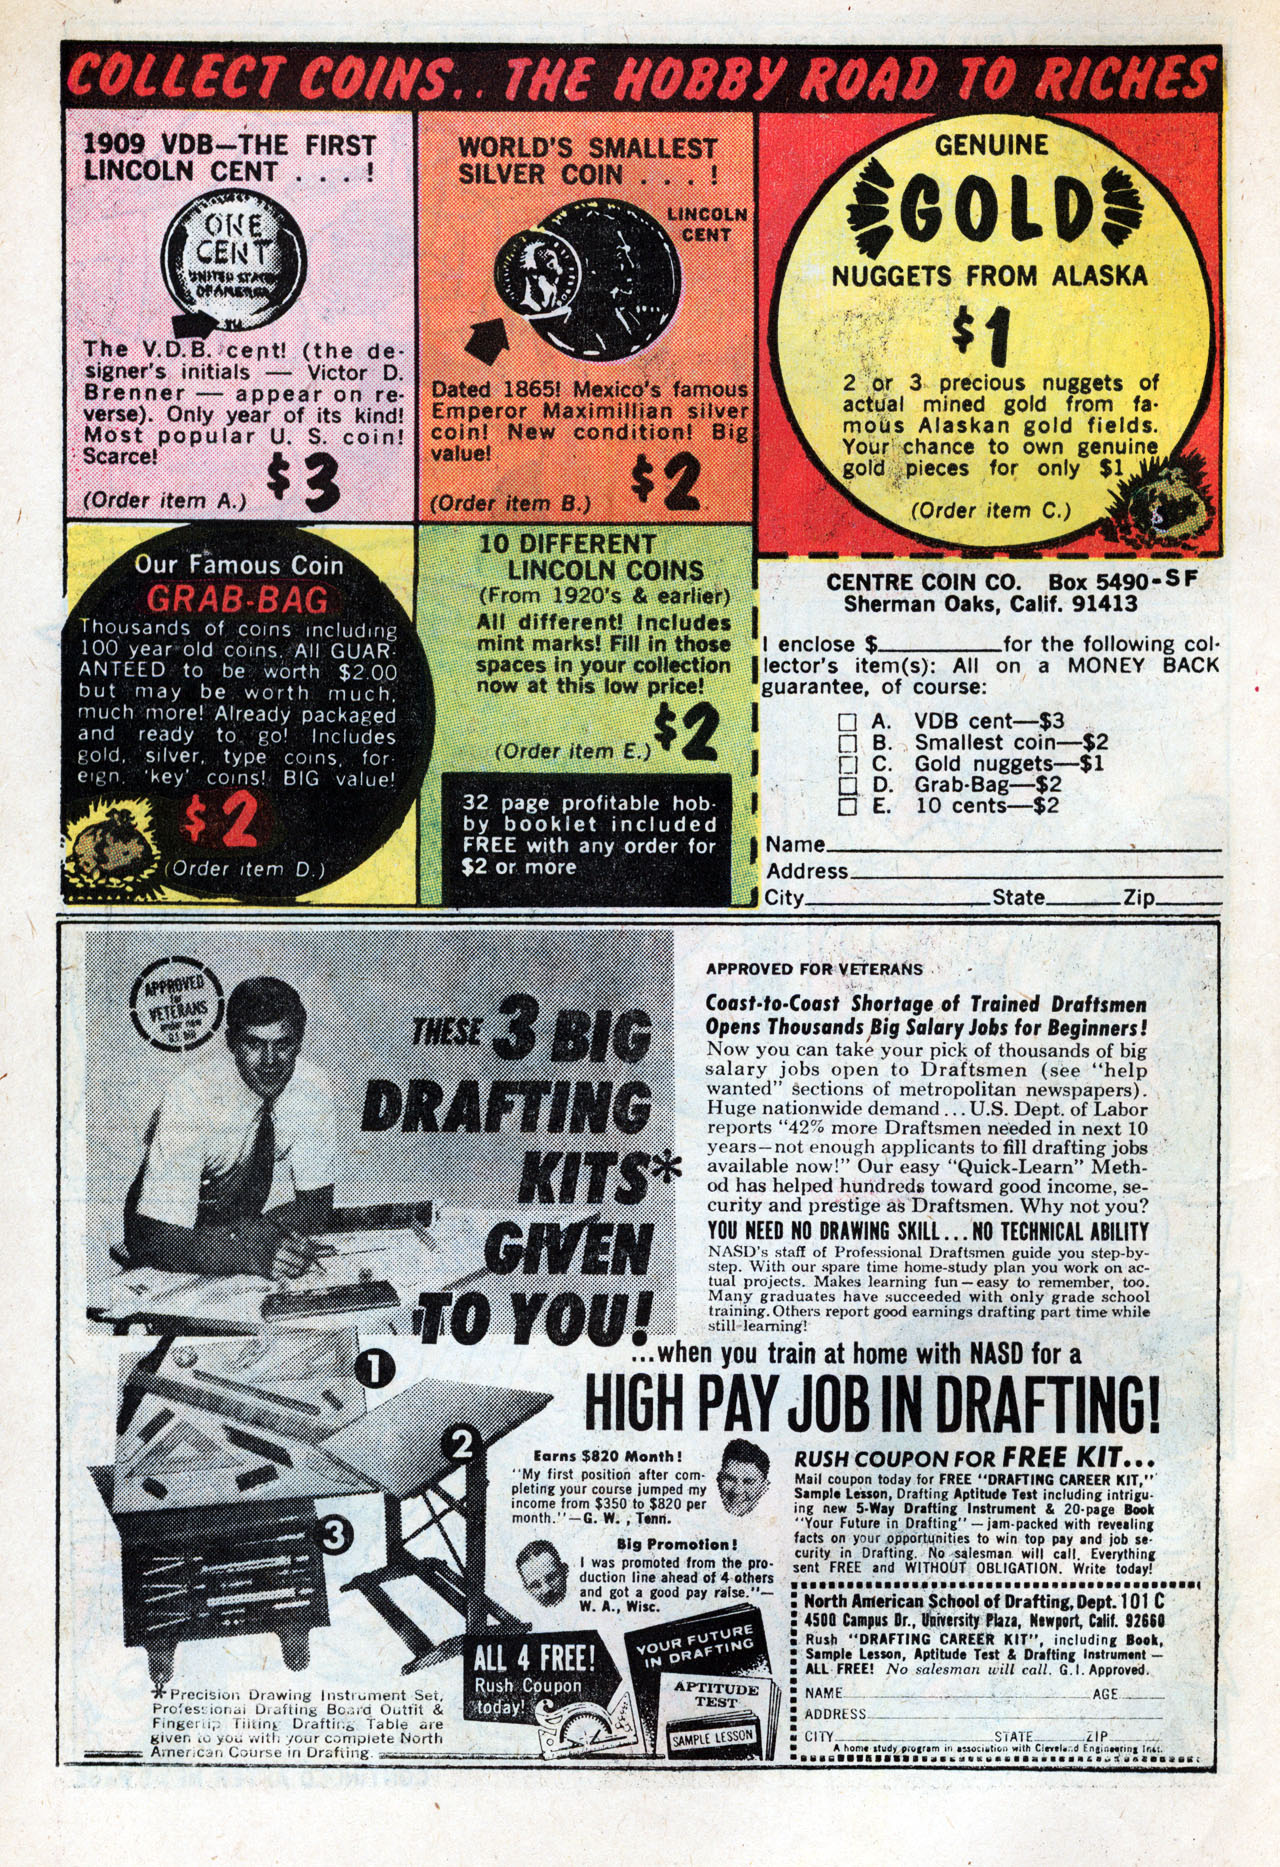 COLLECT COINS.. THE HOBBY ROAD TO RICHES
1909 VDB—THE FIRST
LINCOLN CENT . . . !
ONE
CENT
UNITED STATES
OF AMERICA
The V.D.B. cent! (the de-
signer's initials — Victor D.
Brenner — appear on re-
verse). Only year of its kind!
Most popular U. S. coin!
Scarce!
$3
(Order item A.)
WORLD'S SMALLEST
SILVER COIN . . . !
LINCOLN
CENT
Dated 1865! Mexico's famous
Emperor Maximillian silver
coin! New condition! Big
value!
$2
(Order item B.)
GENUINE
GOLD
NUGGETS FROM ALASKA
$1
2 or 3 precious nuggets of
actual mined gold from fa-
mous Alaskan gold fields.
Your chance to own genuine
gold pieces for only $1
(Order item C.)
Our Famous Coin
GRAB-BAG
Thousands of coins including
100 year old coins. All GUAR-
ANTEED to be worth $2.00
but may be worth much,
much more! Already packaged
and ready to go! Includes
gold, silver, type coins, for-
eign, 'key' coins! BIG value!
$2
(Order item D.)
10 DIFFERENT
LINCOLN COINS
(From 1920's & earlier)
All different! Includes
mint marks! Fill in those
spaces in your collection
now at this low price!
$2
(Order item E.)
32 page profitable hob-
by booklet included
FREE with any order for
$2 or more
CENTRE COIN CO. Box 5490-SF
Sherman Oaks, Calif. 91413
I enclose $ for the following col-
lector's item(s): All on a MONEY BACK
guarantee, of course:
A. VDB cent—$3
B. Smallest coin—$2
C. Gold nuggets—$1
D. Grab-Bag—$2
E. 10 cents—$2
Name
Address
City State Zip
APPROVED
for
VETERANS
under new
G.I. Bill
THESE 3 BIG
DRAFTING
KITS*
GIVEN
TO YOU!
APPROVED FOR VETERANS
Coast-to-Coast Shortage of Trained Draftsmen
Opens Thousands Big Salary Jobs for Beginners!
Now you can take your pick of thousands of big
salary jobs open to Draftsmen (see "help
wanted" sections of metropolitan newspapers).
Huge nationwide demand...U.S. Dept. of Labor
reports "42% more Draftsmen needed in next 10
years—not enough applicants to fill drafting jobs
available now!" Our easy "Quick-Learn" Meth-
od has helped hundreds toward good income, se-
curity and prestige as Draftsmen. Why not you?
YOU NEED NO DRAWING SKILL...NO TECHNICAL ABILITY
NASD's staff of Professional Draftsmen guide you step-by-
step. With our spare time home-study plan you work on ac-
tual projects. Makes learning fun—easy to remember, too.
Many graduates have succeeded with only grade school
training. Others report good earnings drafting part time while
still learning!
...when you train at home with NASD for a
HIGH PAY JOB IN DRAFTING!
1
2
3
Earns $820 Month!
"My first position after com-
pleting your course jumped my
income from $350 to $820 per
month."—G. W., Tenn.
Big Promotion!
I was promoted from the pro-
duction line ahead of 4 others
and got a good pay raise."—
W. A., Wisc.
ALL 4 FREE!
Rush Coupon
today!
YOUR FUTURE
IN DRAFTING
APTITUDE
TEST
SAMPLE LESSON
*Precision Drawing Instrument Set,
Professional Drafting Board Outfit &
Fingertip Tilting Drafting Table are
given to you with your complete North
American Course in Drafting.
RUSH COUPON FOR FREE KIT...
Mail coupon today for FREE "DRAFTING CAREER KIT,"
Sample Lesson, Drafting Aptitude Test including intrigu-
ing new 5-Way Drafting Instrument & 20-page Book
"Your Future in Drafting"—jam-packed with revealing
facts on your opportunities to win top pay and job se-
curity in Drafting. No salesman will call. Everything
sent FREE and WITHOUT OBLIGATION. Write today!
North American School of Drafting, Dept. 101 C
4500 Campus Dr., University Plaza, Newport, Calif. 92660
Rush "DRAFTING CAREER KIT", including Book,
Sample Lesson, Aptitude Test & Drafting Instrument—
ALL FREE! No salesman will call. G.I. Approved.
NAME AGE
ADDRESS
CITY STATE ZIP
A home study program in association with Cleveland Engineering Inst.